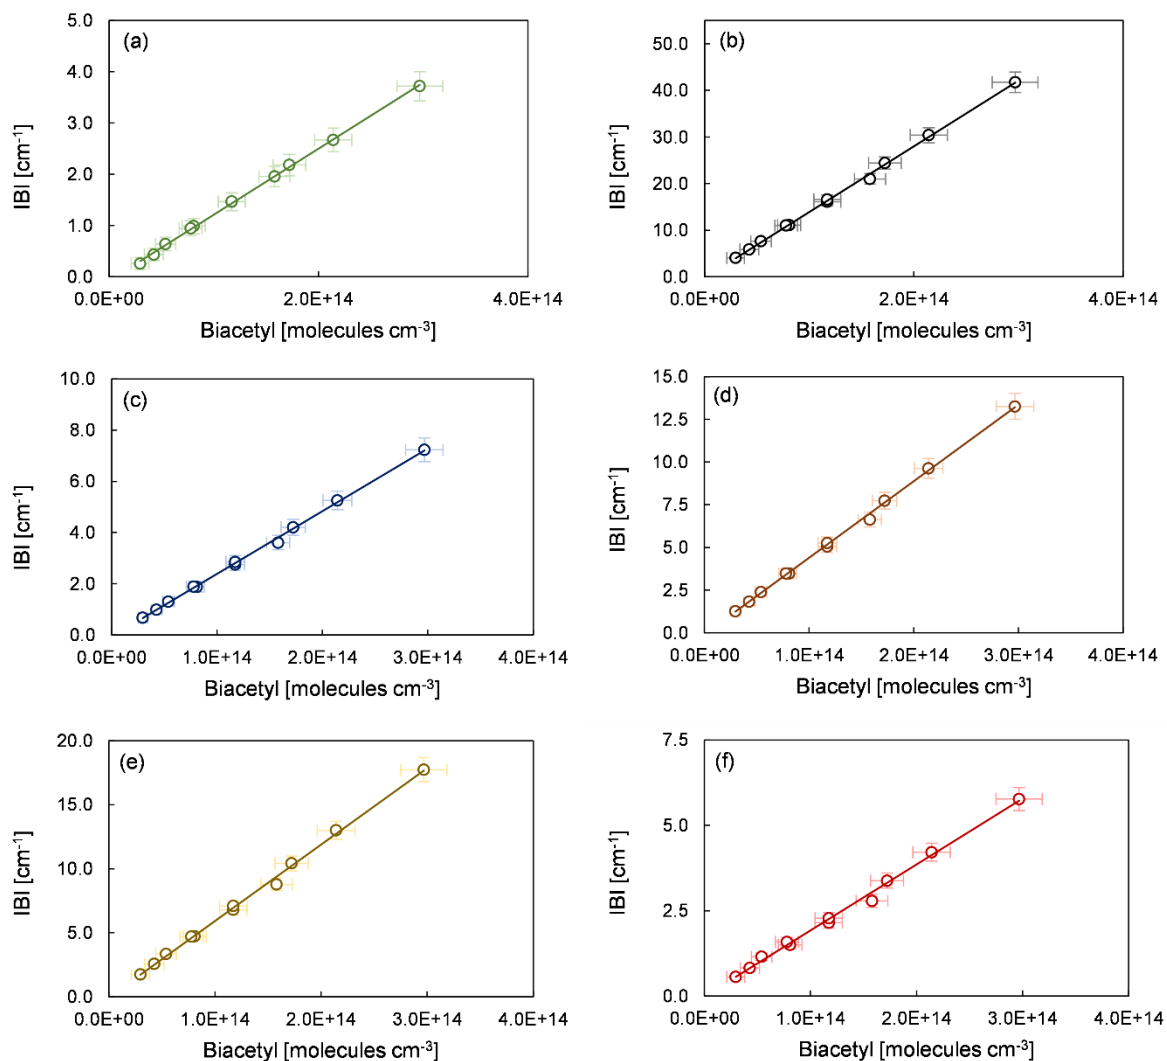 (a)
5.0
4.0
3.0
2.0
1.0
0.0
IBI [cm⁻¹]
0.0E+00 2.0E+14 4.0E+14
Biacetyl [molecules cm⁻³]
(b)
50.0
40.0
30.0
20.0
10.0
0.0
IBI [cm⁻¹]
0.0E+00 2.0E+14 4.0E+14
Biacetyl [molecules cm⁻³]
(c)
10.0
8.0
6.0
4.0
2.0
0.0
IBI [cm⁻¹]
0.0E+00 1.0E+14 2.0E+14 3.0E+14 4.0E+14
Biacetyl [molecules cm⁻³]
(d)
15.0
12.5
10.0
7.5
5.0
2.5
0.0
IBI [cm⁻¹]
0.0E+00 1.0E+14 2.0E+14 3.0E+14 4.0E+14
Biacetyl [molecules cm⁻³]
(e)
20.0
15.0
10.0
5.0
0.0
IBI [cm⁻¹]
0.0E+00 1.0E+14 2.0E+14 3.0E+14 4.0E+14
Biacetyl [molecules cm⁻³]
(f)
7.5
5.0
2.5
0.0
IBI [cm⁻¹]
0.0E+00 1.0E+14 2.0E+14 3.0E+14 4.0E+14
Biacetyl [molecules cm⁻³]